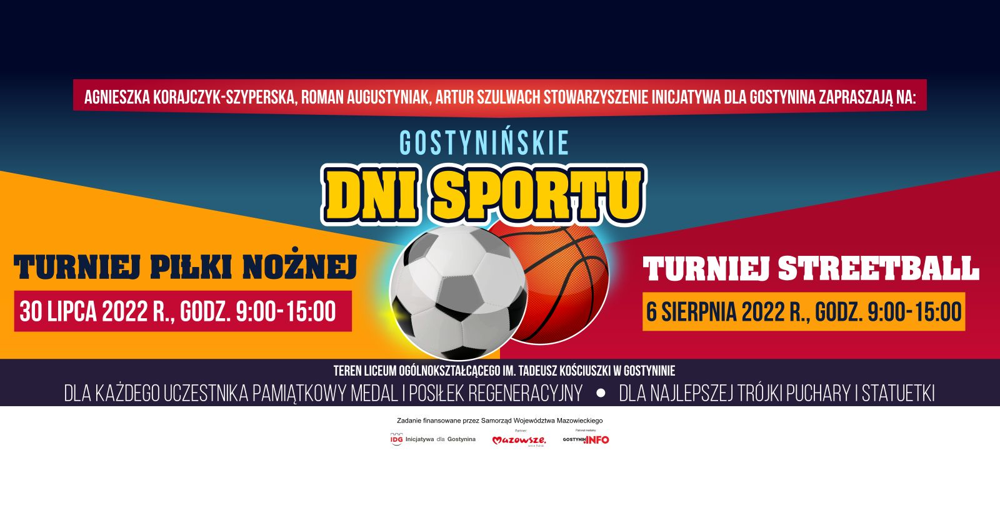 AGNIESZKA KORAJCZYK-SZYPERSKA, ROMAN AUGUSTYNIAK, ARTUR SZULWACH STOWARZYSZENIE INICJATYWA DLA GOSTYNINA ZAPRASZAJĄ NA:
GOSTYNIŃSKIE
DNI SPORTU
TURNIEJ PIŁKI NOŻNEJ
30 LIPCA 2022 R., GODZ. 9:00-15:00
TURNIEJ STREETBALL
6 SIERPNIA 2022 R., GODZ. 9:00-15:00
TEREN LICEUM OGÓLNOKSZTAŁCĄCEGO IM. TADEUSZ KOŚCIUSZKI W GOSTYNINIE
DLA KAŻDEGO UCZESTNIKA PAMIĄTKOWY MEDAL I POSIŁEK REGENERACYJNY • DLA NAJLEPSZEJ TRÓJKI PUCHARY I STATUETKI
Zadanie finansowane przez Samorząd Województwa Mazowieckiego
IDG Inicjatywa dla Gostynina
Partner:
Mazowsze.
serce Polski
Patronat medialny:
GOSTYNIN.INFO